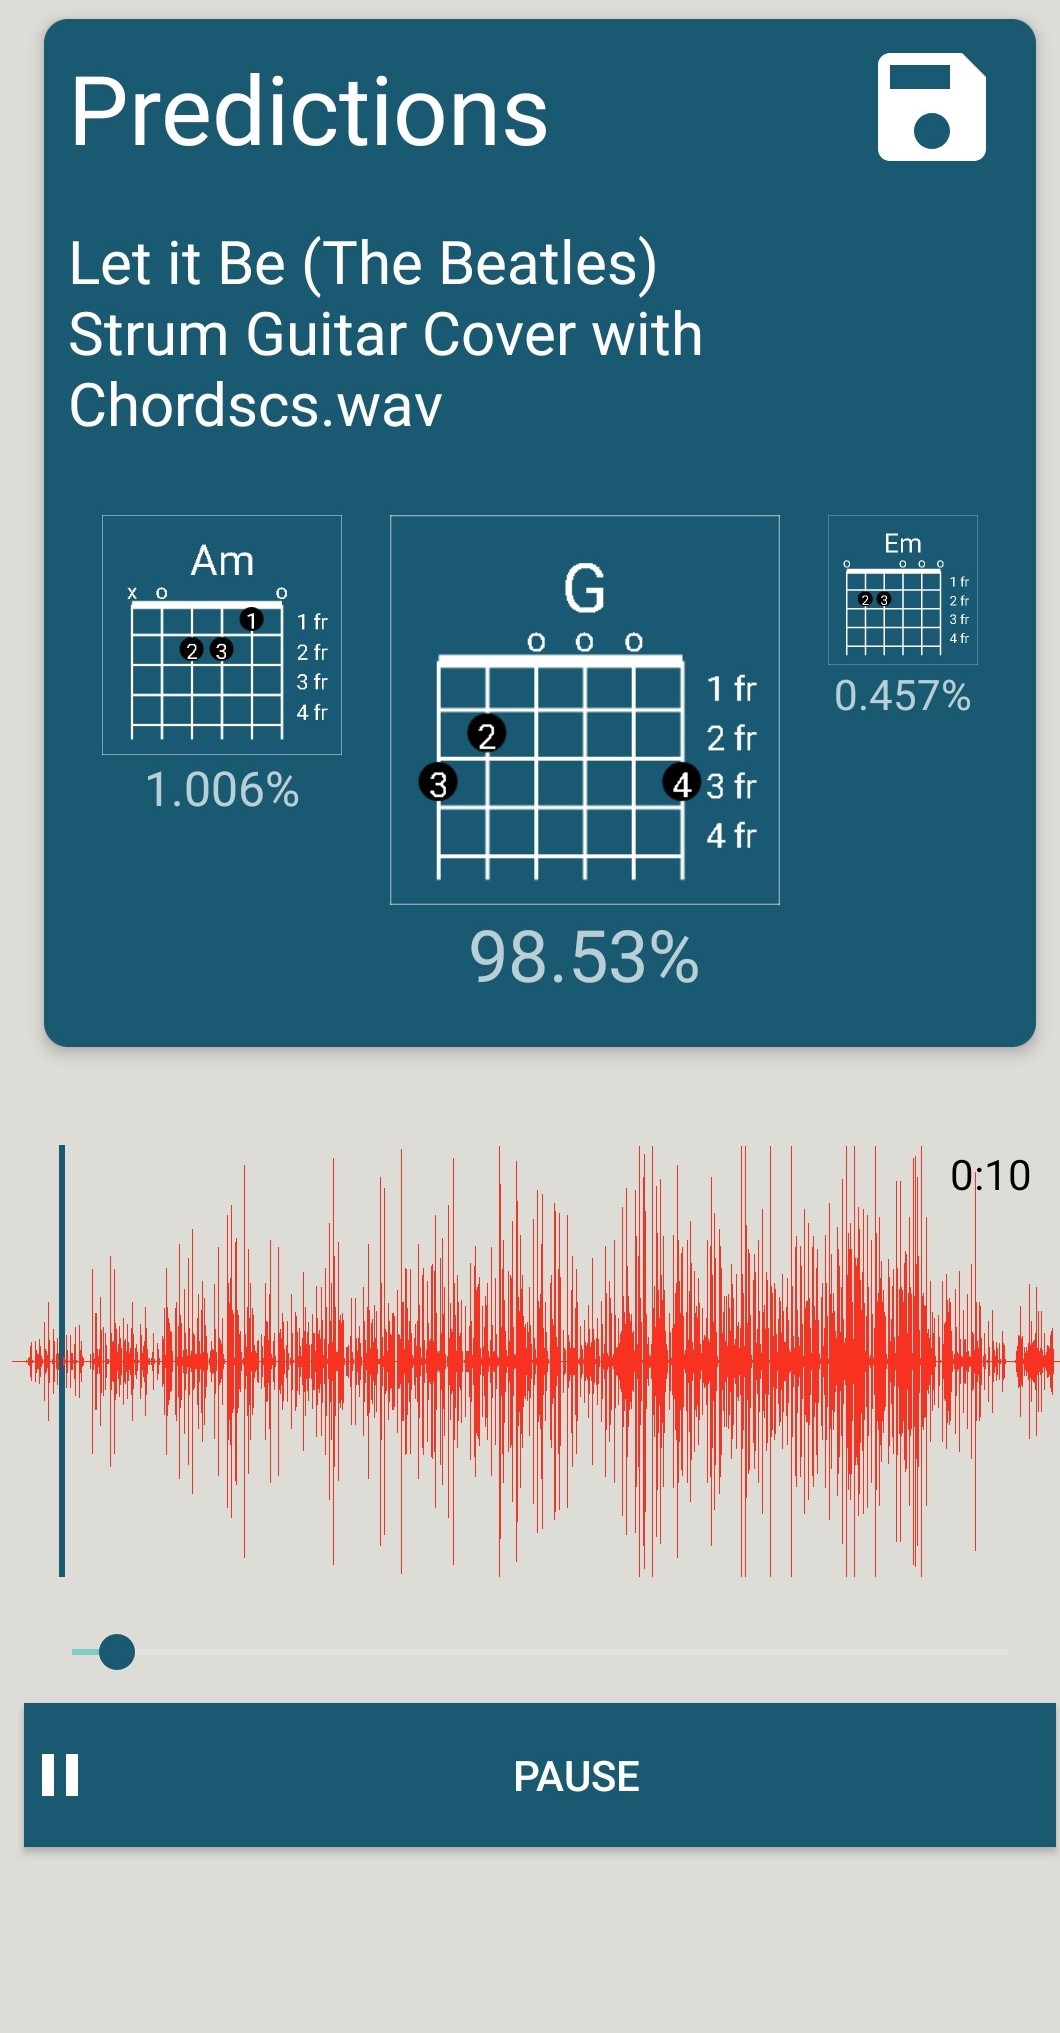 Predictions
Let it Be (The Beatles)
Strum Guitar Cover with
Chordscs.wav
Am
x o o
1
1 fr
2 3
2 fr
3 fr
4 fr
1.006%
G
o o o
1 fr
2
2 fr
3 4
3 fr
4 fr
98.53%
Em
o o o o
1 fr
2 3
2 fr
3 fr
4 fr
0.457%
0:10
PAUSE